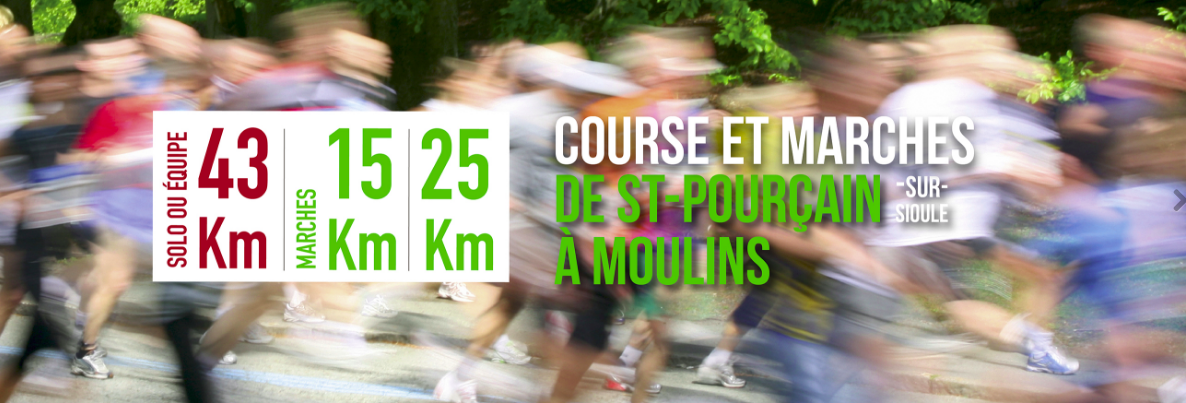 SOLO OU ÉQUIPE
43
Km
MARCHES
15
Km
25
Km
COURSE ET MARCHES
DE ST-POURÇAIN -SUR-
SIOULE
À MOULINS